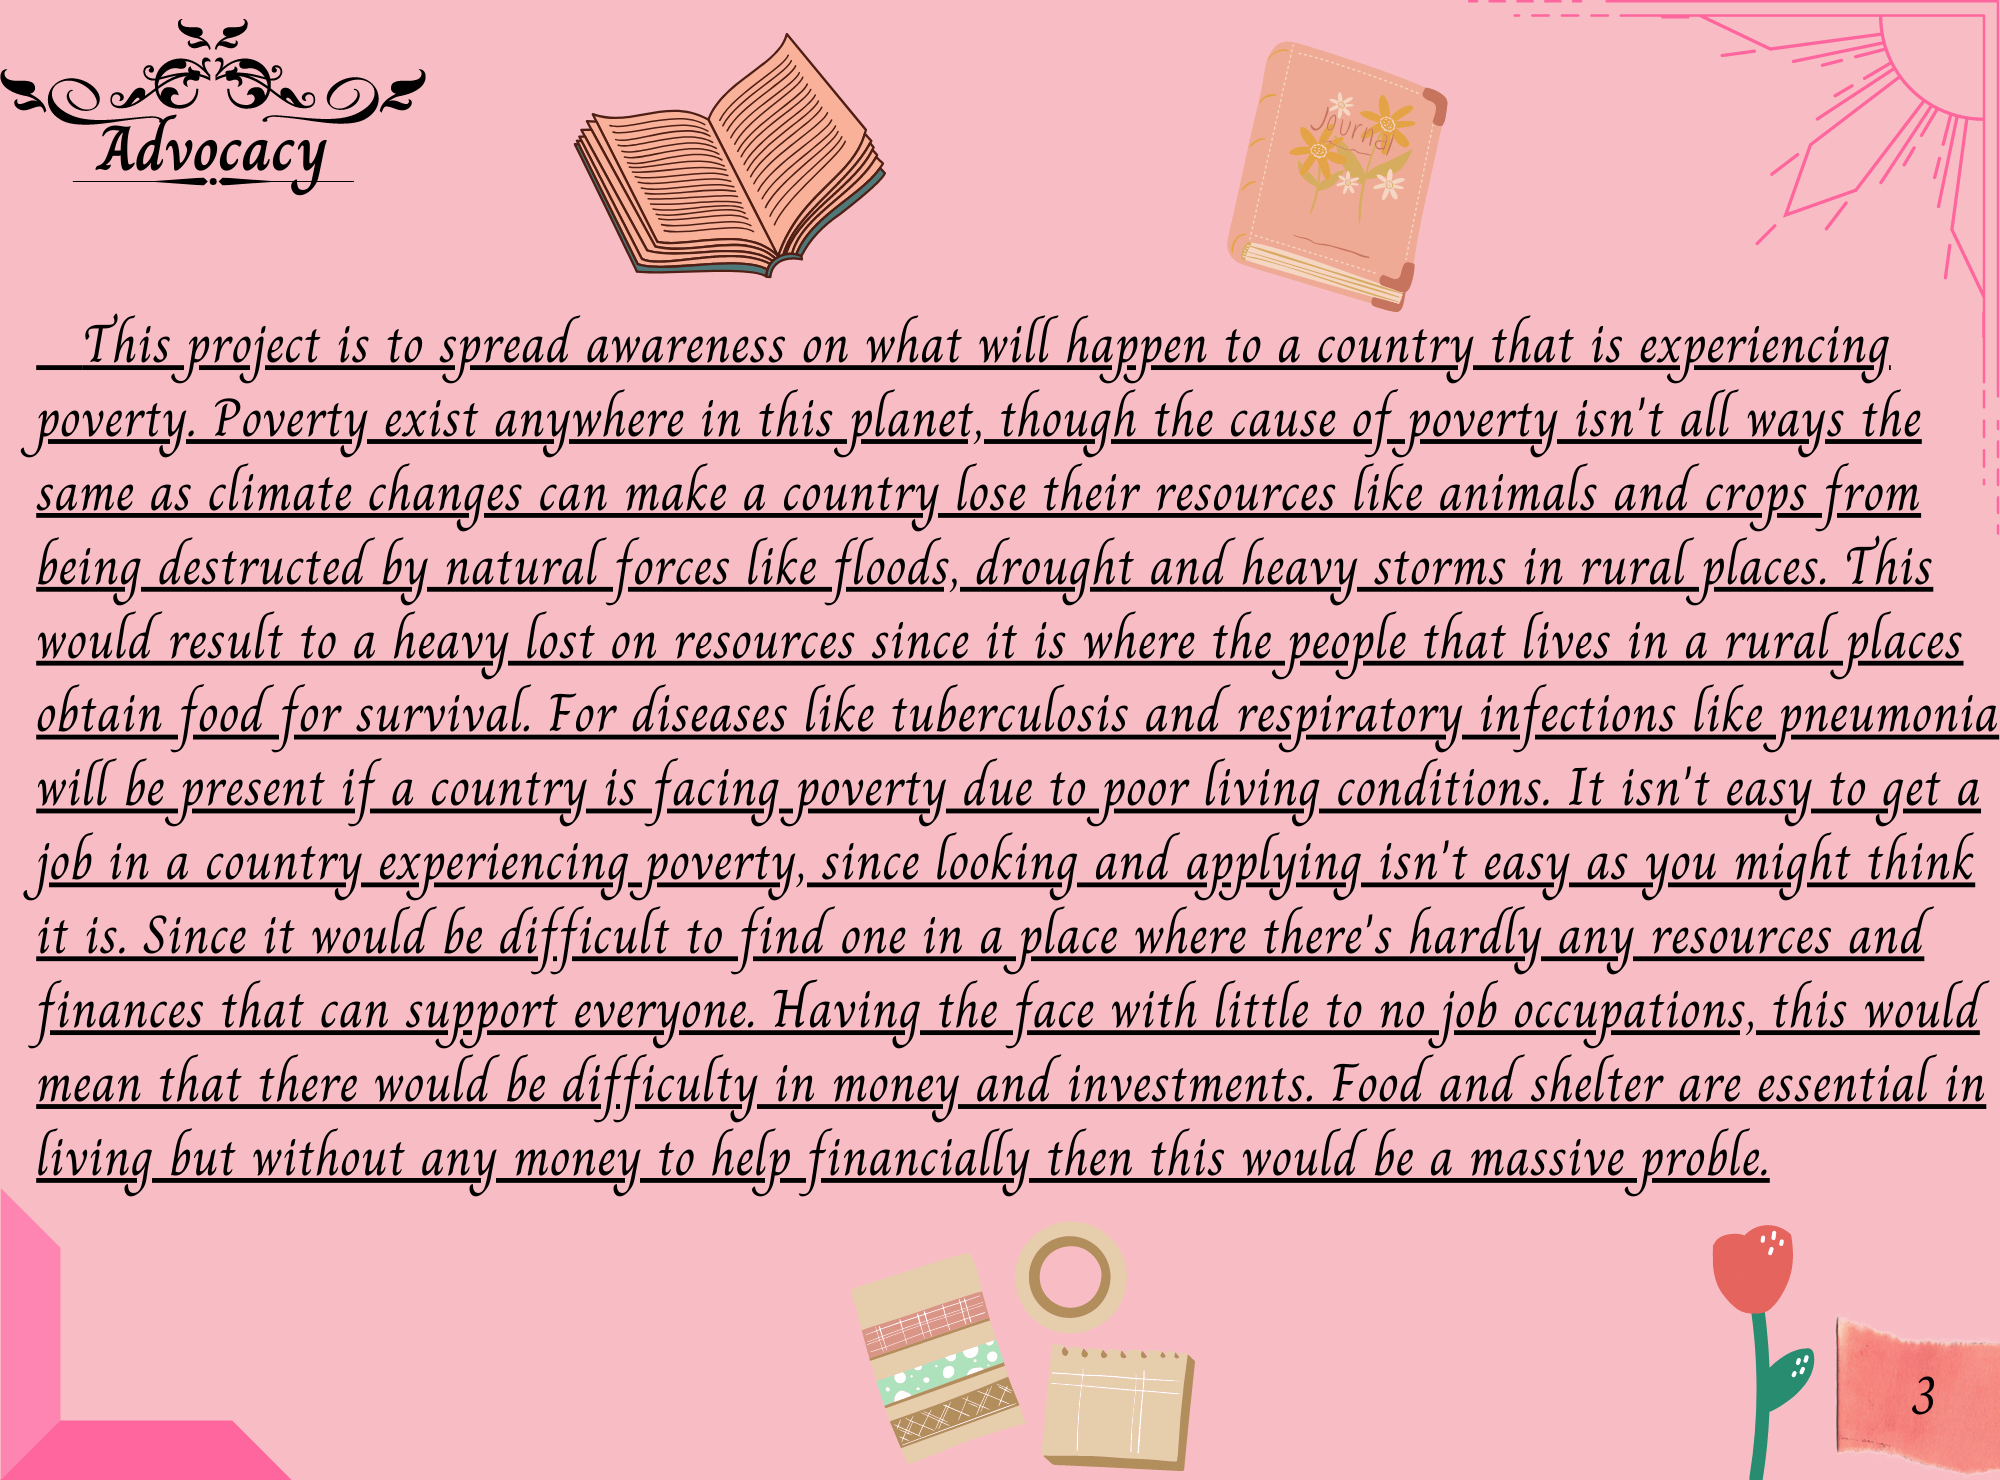 Advocacy
Journal
This project is to spread awareness on what will happen to a country that is experiencing
poverty. Poverty exist anywhere in this planet, though the cause of poverty isn't all ways the
same as climate changes can make a country lose their resources like animals and crops from
being destructed by natural forces like floods, drought and heavy storms in rural places. This
would result to a heavy lost on resources since it is where the people that lives in a rural places
obtain food for survival. For diseases like tuberculosis and respiratory infections like pneumonia
will be present if a country is facing poverty due to poor living conditions. It isn't easy to get a
job in a country experiencing poverty, since looking and applying isn't easy as you might think
it is. Since it would be difficult to find one in a place where there's hardly any resources and
finances that can support everyone. Having the face with little to no job occupations, this would
mean that there would be difficulty in money and investments. Food and shelter are essential in
living but without any money to help financially then this would be a massive proble.
3